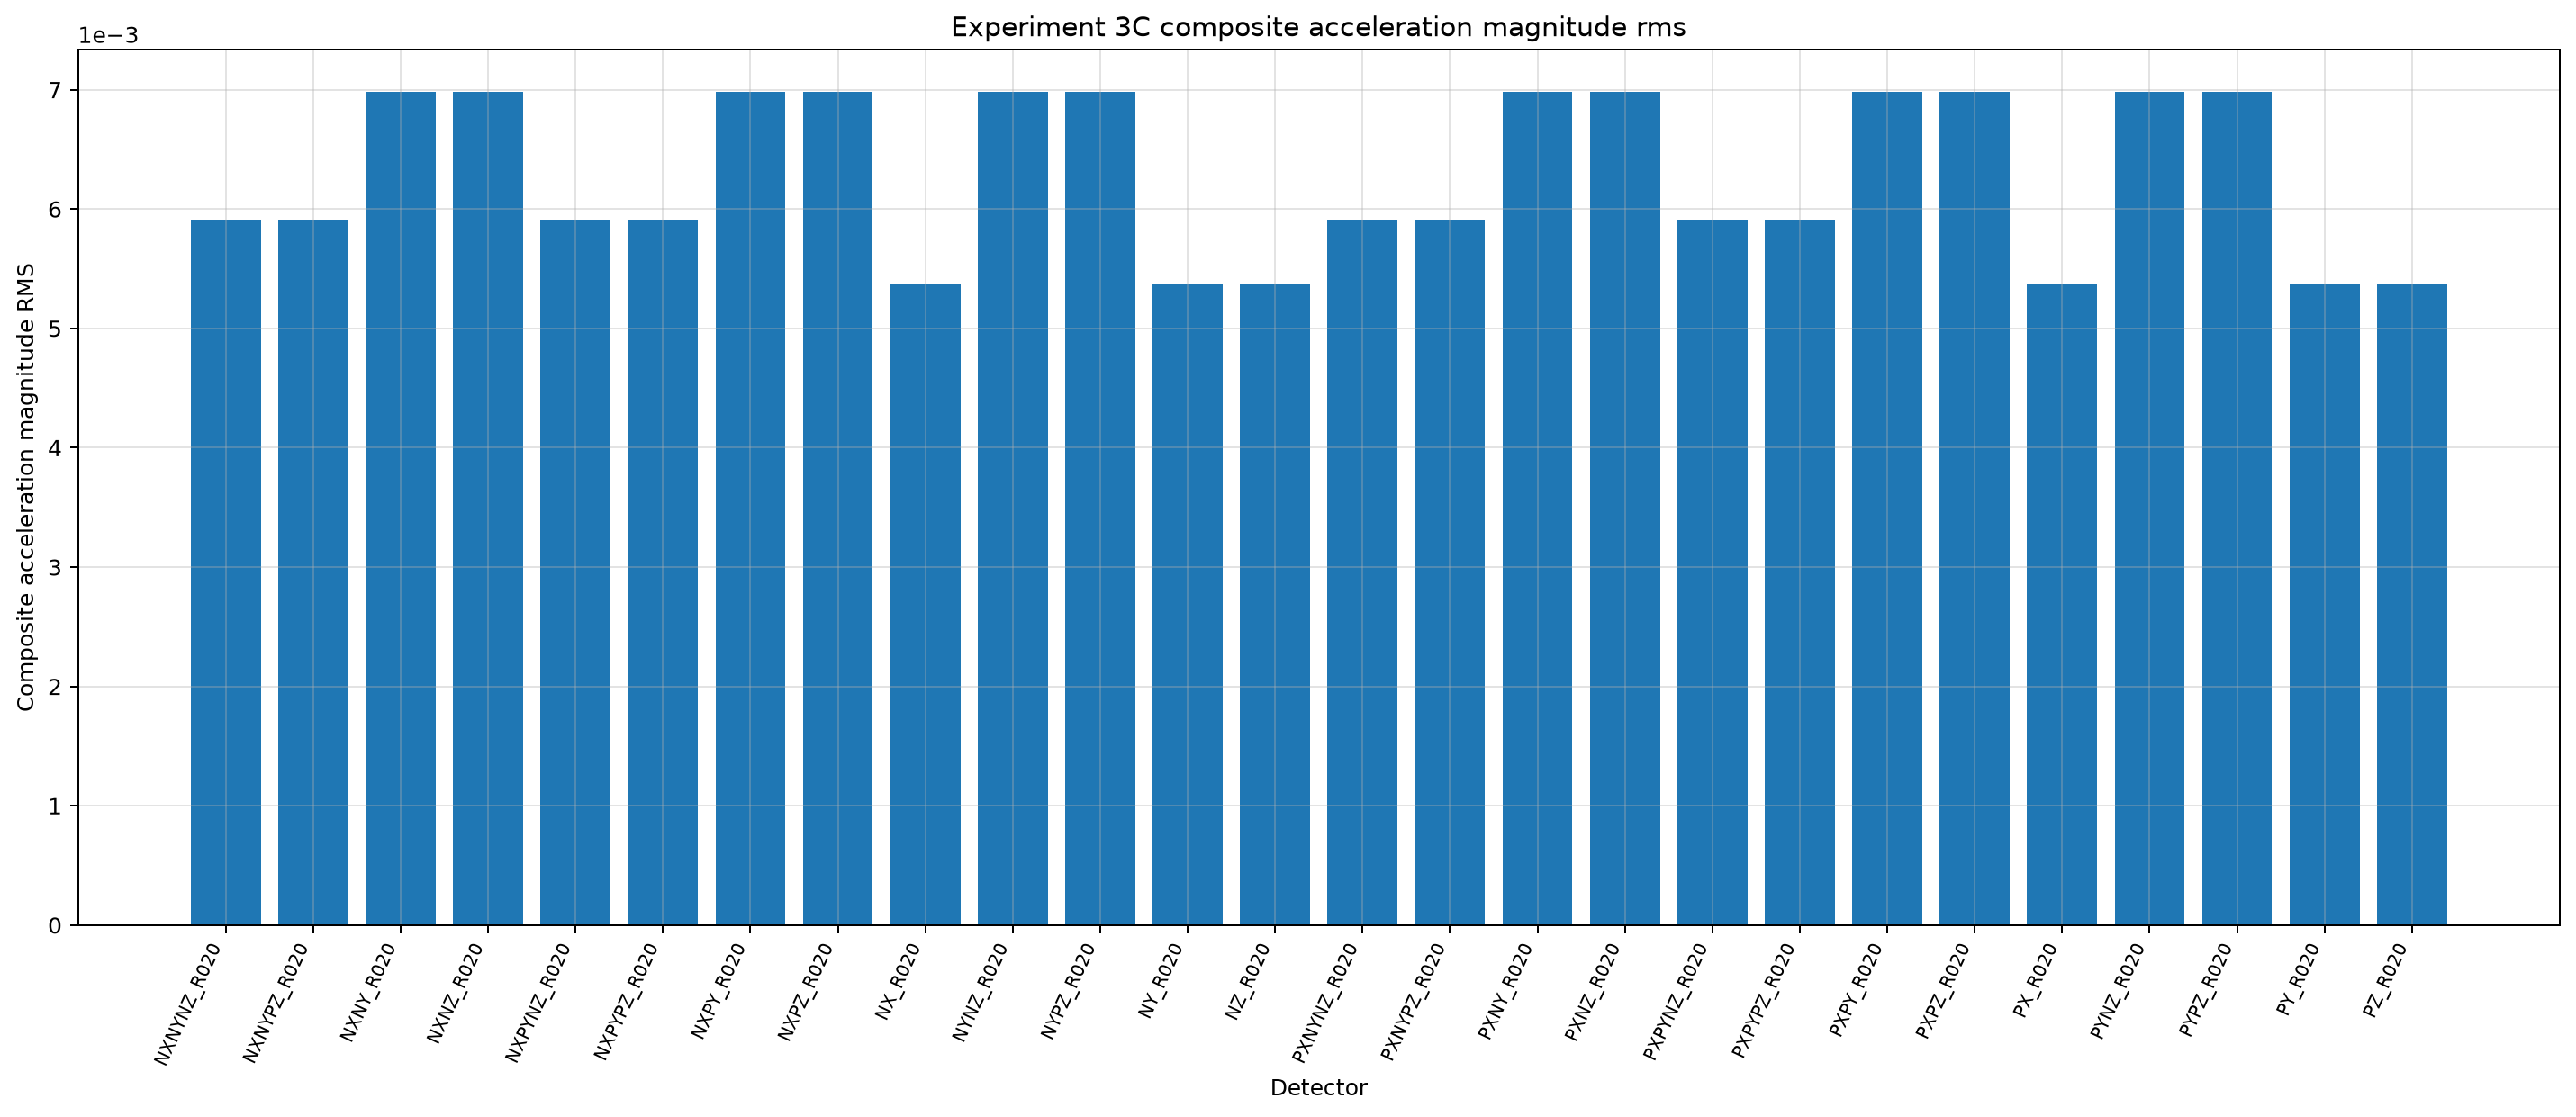 Experiment 3C composite acceleration magnitude rms
1e−3
7
6
5
4
3
2
1
0
Composite acceleration magnitude RMS
NXNYNZ_R020
NXNYPZ_R020
NXNY_R020
NXNZ_R020
NXPYNZ_R020
NXPYPZ_R020
NXPY_R020
NXPZ_R020
NX_R020
NYNZ_R020
NYPZ_R020
NY_R020
NZ_R020
PXNYNZ_R020
PXNYPZ_R020
PXNY_R020
PXNZ_R020
PXPYNZ_R020
PXPYPZ_R020
PXPY_R020
PXPZ_R020
PX_R020
PYNZ_R020
PYPZ_R020
PY_R020
PZ_R020
Detector